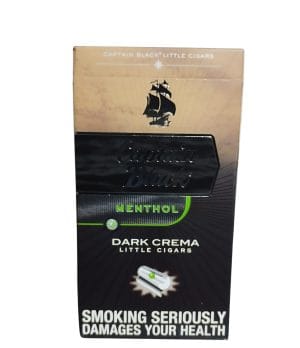 CAPTAIN BLACK LITTLE CIGARS
Captain
Black
MENTHOL
DARK CREMA
LITTLE CIGARS
SMOKING SERIOUSLY
DAMAGES YOUR HEALTH